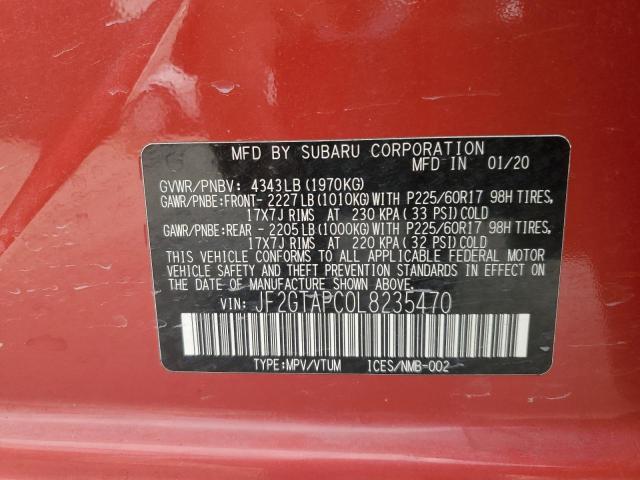 MFD BY SUBARU CORPORATION
MFD IN 01/20
GVWR/PNBV: 4343LB(1970KG)
GAWR/PNBE:FRONT- 2227LB(1010KG)WITH P225/60R17 98H TIRES,
17X7J RIMS AT 230 KPA( 33 PSI)COLD
GAWR/PNBE:REAR - 2205LB(1000KG)WITH P225/60R17 98H TIRES,
17X7J RIMS AT 220 KPA( 32 PSI)COLD
THIS VEHICLE CONFORMS TO ALL APPLICABLE FEDERAL MOTOR
VEHICLE SAFETY AND THEFT PREVENTION STANDARDS IN EFFECT ON
THE DATE OF MANUFACTURE SHOWN ABOVE.
VIN: JF2GTAPC0L8235470
TYPE:MPV/VTUM ICES/NMB-002